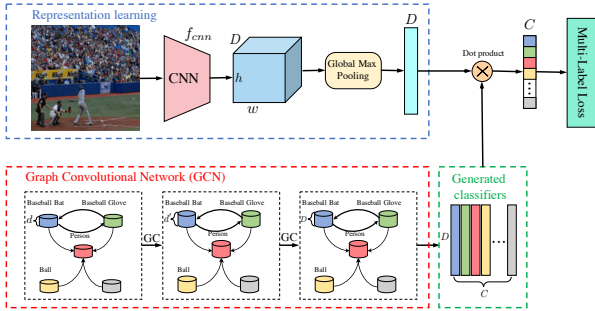 Representation learning
f_cnn
CNN
D
h
w
Global Max
Pooling
D
Dot product
C
Multi-Label Loss
Graph Convolutional Network (GCN)
Baseball Bat
Baseball Glove
d
Person
Ball
GC
Baseball Bat
Baseball Glove
d'
Person
GC
Baseball Bat
Baseball Glove
D
Person
Ball
Generated
classifiers
D
C